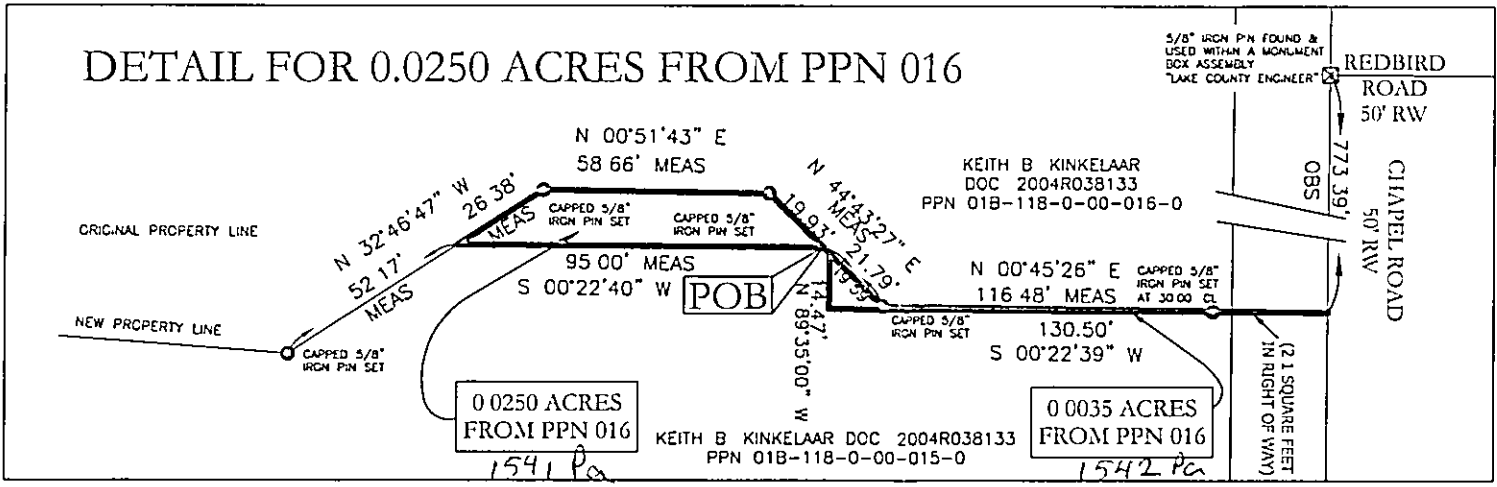 DETAIL FOR 0.0250 ACRES FROM PPN 016
5/8" IRON PIN FOUND &
USED WITHIN A MONUMENT
BOX ASSEMBLY
"LAKE COUNTY ENGINEER"
REDBIRD
ROAD
50' RW
773 39'
OBS
CHAPEL ROAD
50' RW
N 00°51'43" E
58 66' MEAS
KEITH B KINKELAAR
DOC 2004R038133
PPN 01B-118-0-00-016-0
N 44°43'27" E
MEAS
19.93'
21.79'
19 59'
ORIGINAL PROPERTY LINE
N 32°46'47" W
26 38'
MEAS
52 17'
MEAS
CAPPED 5/8"
IRON PIN SET
CAPPED 5/8"
IRON PIN SET
95 00' MEAS
S 00°22'40" W
POB
14.47'
N 89°35'00" W
N 00°45'26" E
116 48' MEAS
CAPPED 5/8"
IRON PIN SET
AT 30 00 CL
CAPPED 5/8"
IRON PIN SET
130.50'
S 00°22'39" W
NEW PROPERTY LINE
CAPPED 5/8"
IRON PIN SET
(2 1 SQUARE FEET
IN RIGHT OF WAY)
0 0250 ACRES
FROM PPN 016
1541 Pa
KEITH B KINKELAAR DOC 2004R038133
PPN 01B-118-0-00-015-0
0 0035 ACRES
FROM PPN 016
1542 Pa